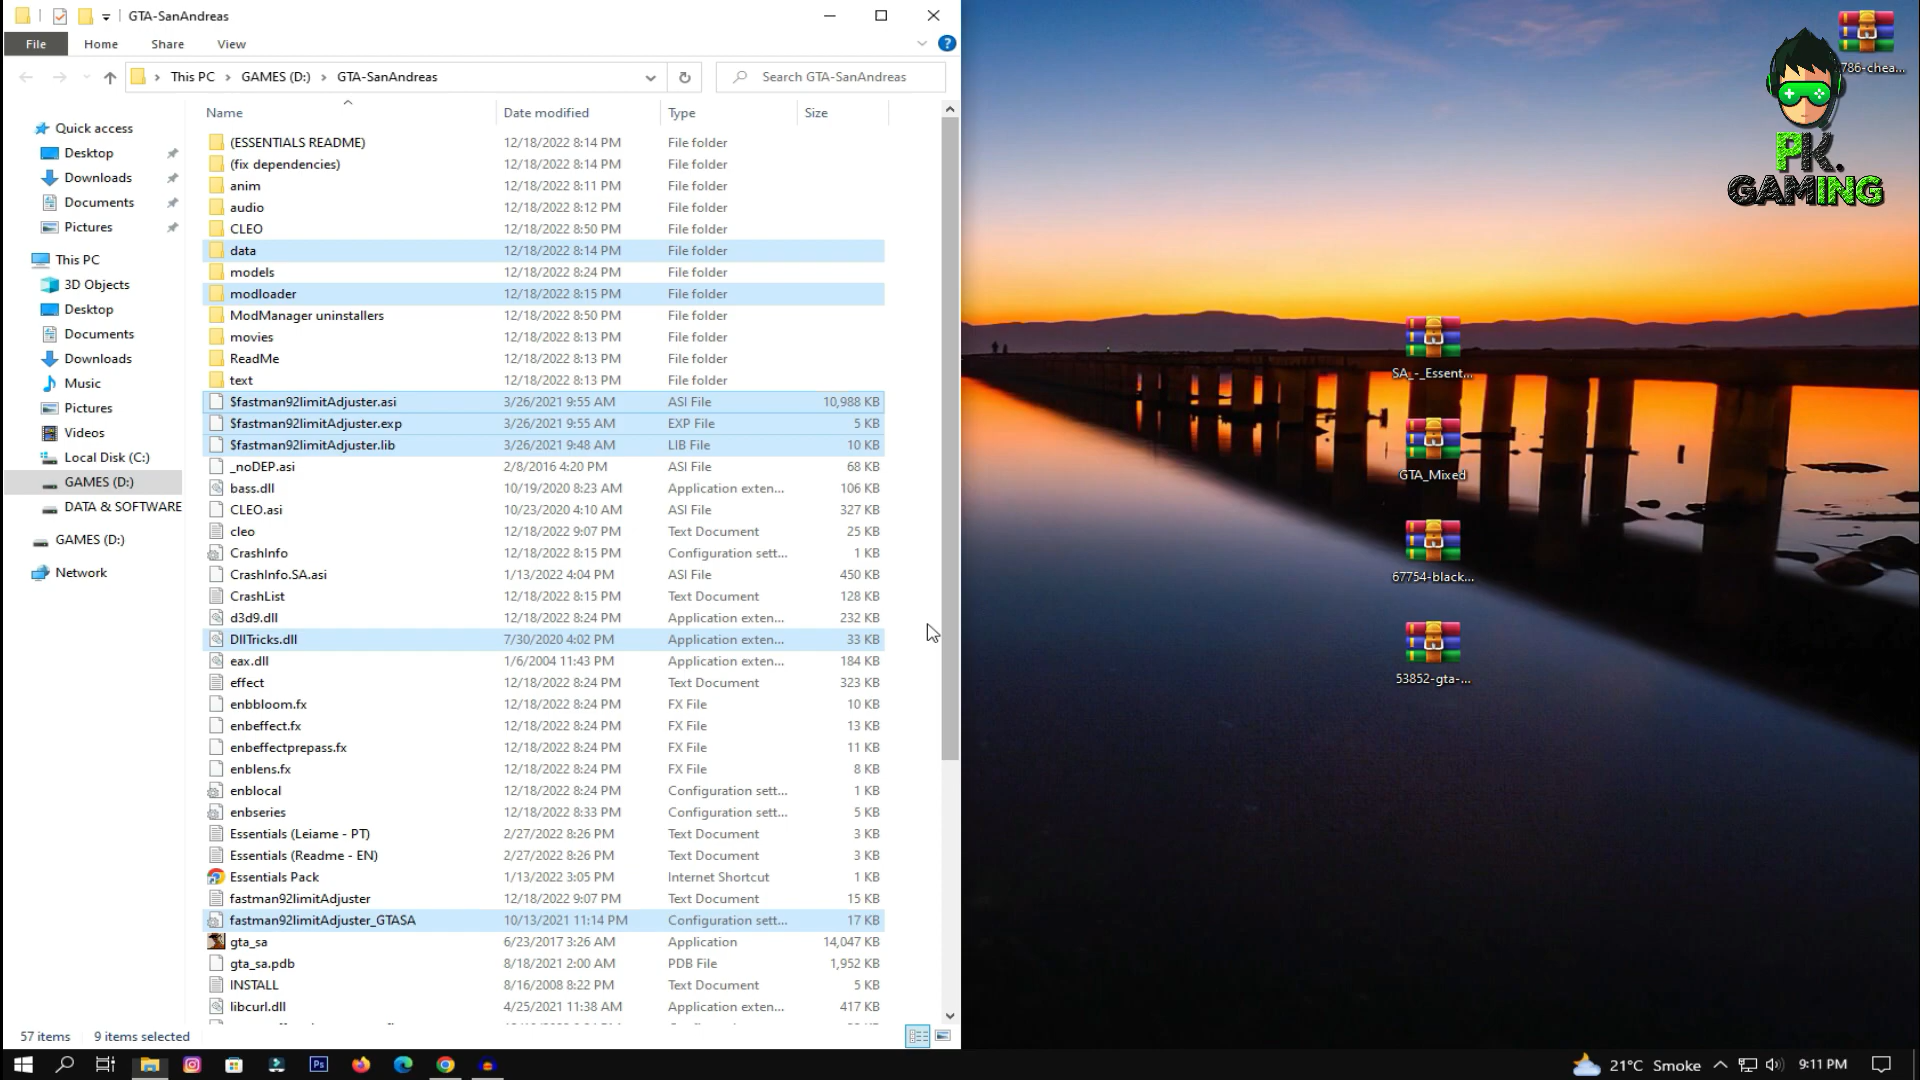 GTA-SanAndreas
File Home Share View
This PC GAMES (D:) GTA-SanAndreas Search GTA-SanAndreas
Name Date modified Type Size
Quick access
Desktop
Downloads
Documents
Pictures
This PC
3D Objects
Desktop
Documents
Downloads
Music
Pictures
Videos
Local Disk (C:)
GAMES (D:)
DATA & SOFTWARE
GAMES (D:)
Network
(ESSENTIALS README) 12/18/2022 8:14 PM File folder
(fix dependencies) 12/18/2022 8:14 PM File folder
anim 12/18/2022 8:11 PM File folder
audio 12/18/2022 8:12 PM File folder
CLEO 12/18/2022 8:50 PM File folder
data 12/18/2022 8:14 PM File folder
models 12/18/2022 8:24 PM File folder
modloader 12/18/2022 8:15 PM File folder
ModManager uninstallers 12/18/2022 8:50 PM File folder
movies 12/18/2022 8:13 PM File folder
ReadMe 12/18/2022 8:13 PM File folder
text 12/18/2022 8:13 PM File folder
$fastman92limitAdjuster.asi 3/26/2021 9:55 AM ASI File 10,988 KB
$fastman92limitAdjuster.exp 3/26/2021 9:55 AM EXP File 5 KB
$fastman92limitAdjuster.lib 3/26/2021 9:48 AM LIB File 10 KB
_noDEP.asi 2/8/2016 4:20 PM ASI File 68 KB
bass.dll 10/19/2020 8:23 AM Application exten... 106 KB
CLEO.asi 10/23/2020 4:10 AM ASI File 327 KB
cleo 12/18/2022 9:07 PM Text Document 25 KB
CrashInfo 12/18/2022 8:15 PM Configuration sett... 1 KB
CrashInfo.SA.asi 1/13/2022 4:04 PM ASI File 450 KB
CrashList 12/18/2022 8:15 PM Text Document 128 KB
d3d9.dll 12/18/2022 8:24 PM Application exten... 232 KB
DllTricks.dll 7/30/2020 4:02 PM Application exten... 33 KB
eax.dll 1/6/2004 11:43 PM Application exten... 184 KB
effect 12/18/2022 8:24 PM Text Document 323 KB
enbbloom.fx 12/18/2022 8:24 PM FX File 10 KB
enbeffect.fx 12/18/2022 8:24 PM FX File 13 KB
enbeffectprepass.fx 12/18/2022 8:24 PM FX File 11 KB
enblens.fx 12/18/2022 8:24 PM FX File 8 KB
enblocal 12/18/2022 8:24 PM Configuration sett... 1 KB
enbseries 12/18/2022 8:33 PM Configuration sett... 5 KB
Essentials (Leiame - PT) 2/27/2022 8:26 PM Text Document 3 KB
Essentials (Readme - EN) 2/27/2022 8:26 PM Text Document 3 KB
Essentials Pack 1/13/2022 3:05 PM Internet Shortcut 1 KB
fastman92limitAdjuster 12/18/2022 9:07 PM Text Document 15 KB
fastman92limitAdjuster_GTASA 10/13/2021 11:14 PM Configuration sett... 17 KB
gta_sa 6/23/2017 3:26 AM Application 14,047 KB
gta_sa.pdb 8/18/2021 2:00 AM PDB File 1,952 KB
INSTALL 8/16/2008 8:22 PM Text Document 5 KB
libcurl.dll 4/25/2021 11:38 AM Application exten... 417 KB
57 items 9 items selected
786-chea...
PK.
GAMING
SA_-_Essent...
GTA_Mixed
67754-black...
53852-gta-...
Ps
21°C Smoke 9:11 PM